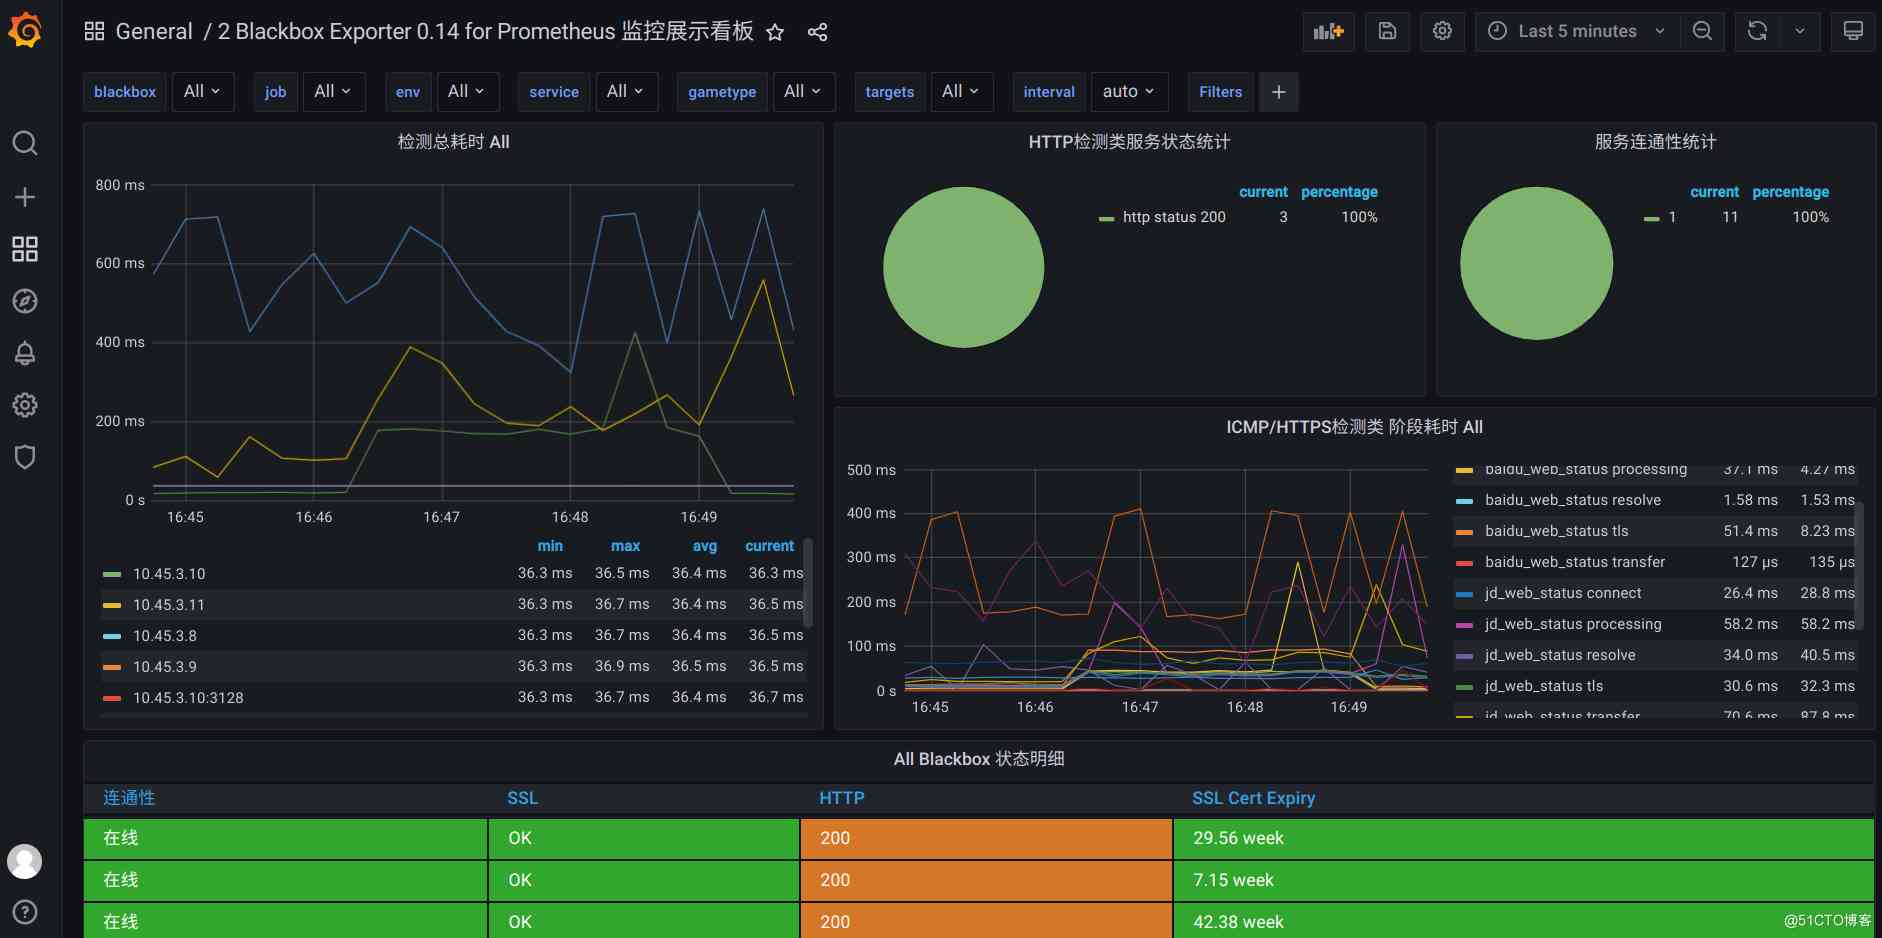 General / 2 Blackbox Exporter 0.14 for Prometheus 监控展示看板
Last 5 minutes
blackbox All job All env All service All gametype All targets All interval auto Filters +
检测总耗时 All
800 ms
600 ms
400 ms
200 ms
0 s
16:45 16:46 16:47 16:48 16:49
min max avg current
10.45.3.10 36.3 ms 36.5 ms 36.4 ms 36.3 ms
10.45.3.11 36.3 ms 36.7 ms 36.4 ms 36.5 ms
10.45.3.8 36.3 ms 36.7 ms 36.4 ms 36.5 ms
10.45.3.9 36.3 ms 36.9 ms 36.5 ms 36.5 ms
10.45.3.10:3128 36.3 ms 36.7 ms 36.4 ms 36.7 ms
HTTP检测类服务状态统计
current percentage
http status 200 3 100%
服务连通性统计
current percentage
1 11 100%
ICMP/HTTPS检测类 阶段耗时 All
500 ms
400 ms
300 ms
200 ms
100 ms
0 s
16:45 16:46 16:47 16:48 16:49
baidu_web_status processing 37.1 ms 4.27 ms
baidu_web_status resolve 1.58 ms 1.53 ms
baidu_web_status tls 51.4 ms 8.23 ms
baidu_web_status transfer 127 µs 135 µs
jd_web_status connect 26.4 ms 28.8 ms
jd_web_status processing 58.2 ms 58.2 ms
jd_web_status resolve 34.0 ms 40.5 ms
jd_web_status tls 30.6 ms 32.3 ms
jd_web_status transfer 70.6 ms 87.8 ms
All Blackbox 状态明细
连通性 SSL HTTP SSL Cert Expiry
在线 OK 200 29.56 week
在线 OK 200 7.15 week
在线 OK 200 42.38 week
@51CTO博客